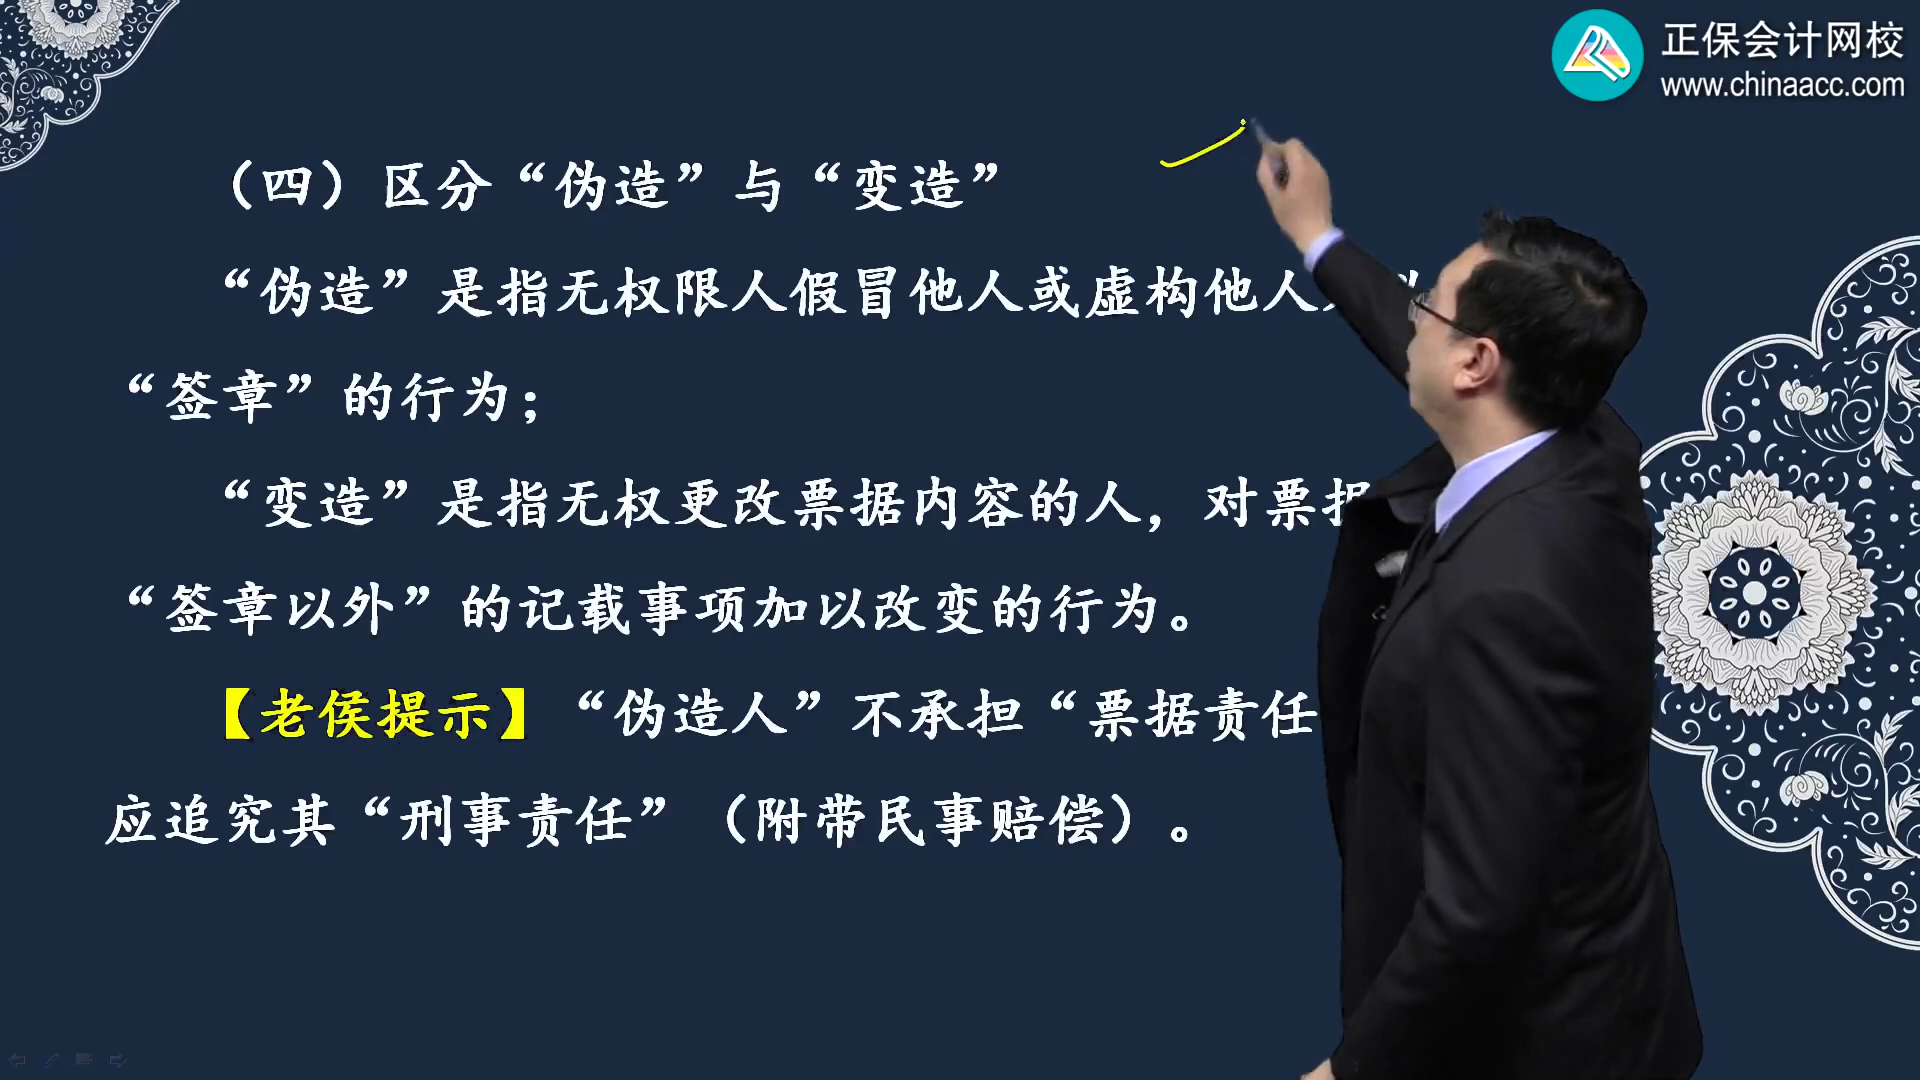 正保会计网校
www.chinaacc.com
（四）区分“伪造”与“变造”
“伪造”是指无权限人假冒他人或虚构他人
“签章”的行为；
“变造”是指无权更改票据内容的人，对票据
“签章以外”的记载事项加以改变的行为。
【老侯提示】“伪造人”不承担“票据责任
应追究其“刑事责任”（附带民事赔偿）。